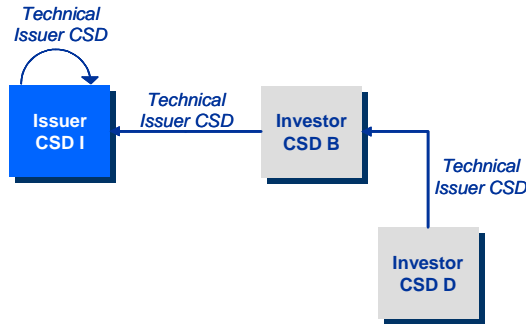 Technical
Issuer CSD
Issuer
CSD I
Technical
Issuer CSD
Investor
CSD B
Technical
Issuer CSD
Investor
CSD D